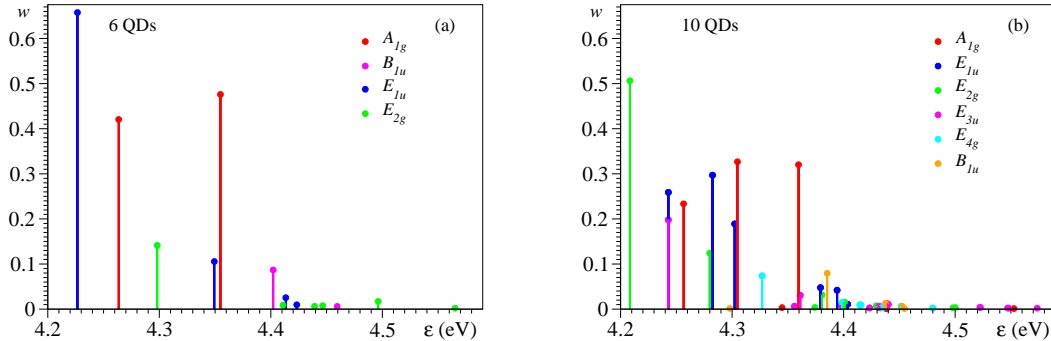 w
6 QDs
(a)
A1g
B1u
E1u
E2g
0.6
0.5
0.4
0.3
0.2
0.1
0
4.2
4.3
4.4
4.5
ε (eV)
w
10 QDs
(b)
A1g
E1u
E2g
E3u
E4g
B1u
0.6
0.5
0.4
0.3
0.2
0.1
0
4.2
4.3
4.4
4.5
ε (eV)